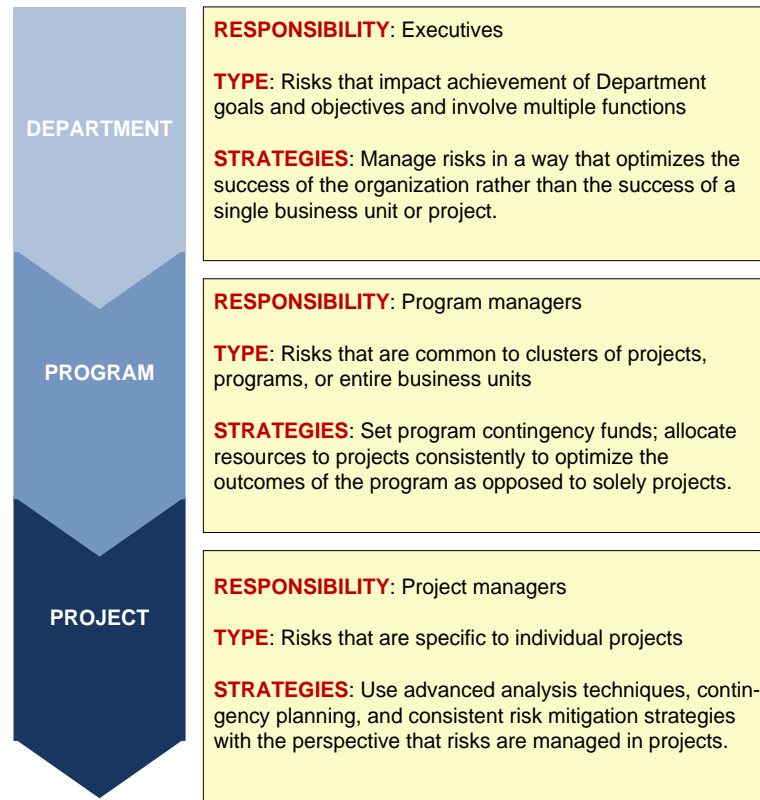 DEPARTMENT
RESPONSIBILITY: Executives
TYPE: Risks that impact achievement of Department
goals and objectives and involve multiple functions
STRATEGIES: Manage risks in a way that optimizes the
success of the organization rather than the success of a
single business unit or project.
PROGRAM
RESPONSIBILITY: Program managers
TYPE: Risks that are common to clusters of projects,
programs, or entire business units
STRATEGIES: Set program contingency funds; allocate
resources to projects consistently to optimize the
outcomes of the program as opposed to solely projects.
PROJECT
RESPONSIBILITY: Project managers
TYPE: Risks that are specific to individual projects
STRATEGIES: Use advanced analysis techniques, contin-
gency planning, and consistent risk mitigation strategies
with the perspective that risks are managed in projects.